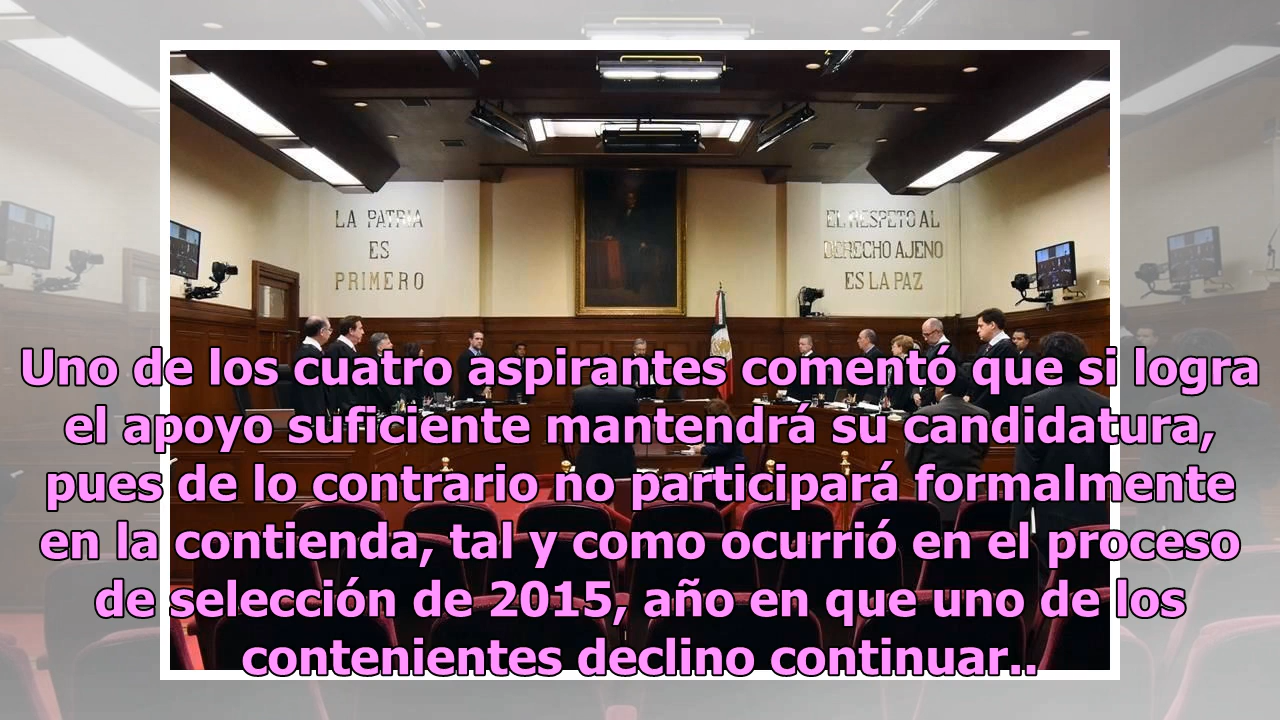 LA PATRIA
ES
PRIMERO
EL RESPETO AL
DERECHO AJENO
ES LA PAZ
Uno de los cuatro aspirantes comentó que si logra
el apoyo suficiente mantendrá su candidatura,
pues de lo contrario no participará formalmente
en la contienda, tal y como ocurrió en el proceso
de selección de 2015, año en que uno de los
contenientes declino continuar..